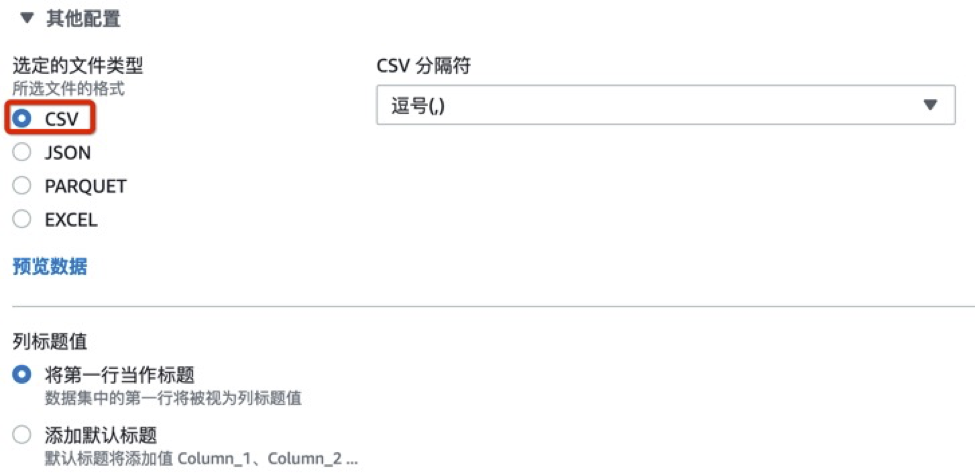 其他配置
选定的文件类型
所选文件的格式
CSV
JSON
PARQUET
EXCEL
CSV 分隔符
逗号(,)
预览数据
列标题值
将第一行当作标题
数据集中的第一行将被视为列标题值
添加默认标题
默认标题将添加值 Column_1、Column_2 ...